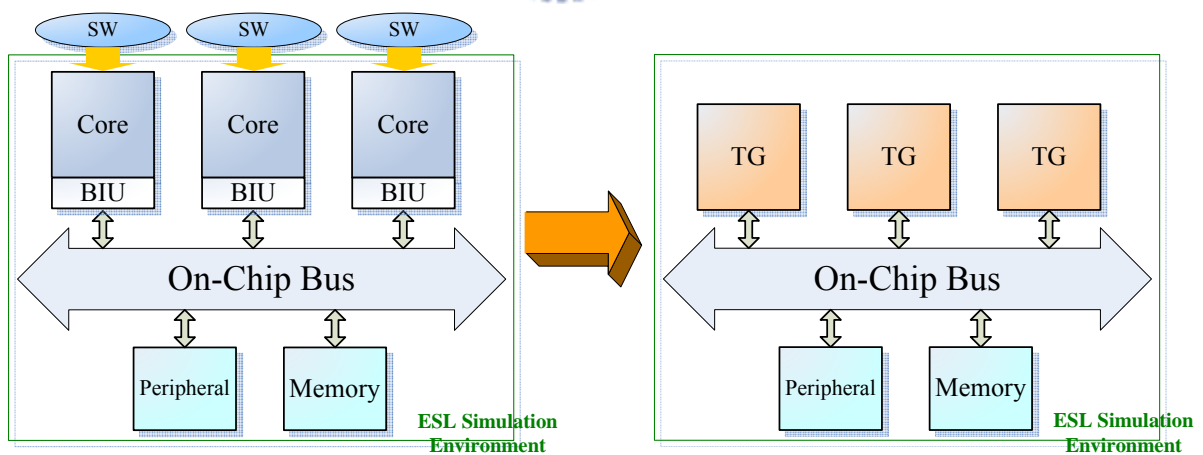 SW
SW
SW
Core
Core
Core
BIU
BIU
BIU
On-Chip Bus
Peripheral
Memory
ESL Simulation
Environment
TG
TG
TG
On-Chip Bus
Peripheral
Memory
ESL Simulation
Environment